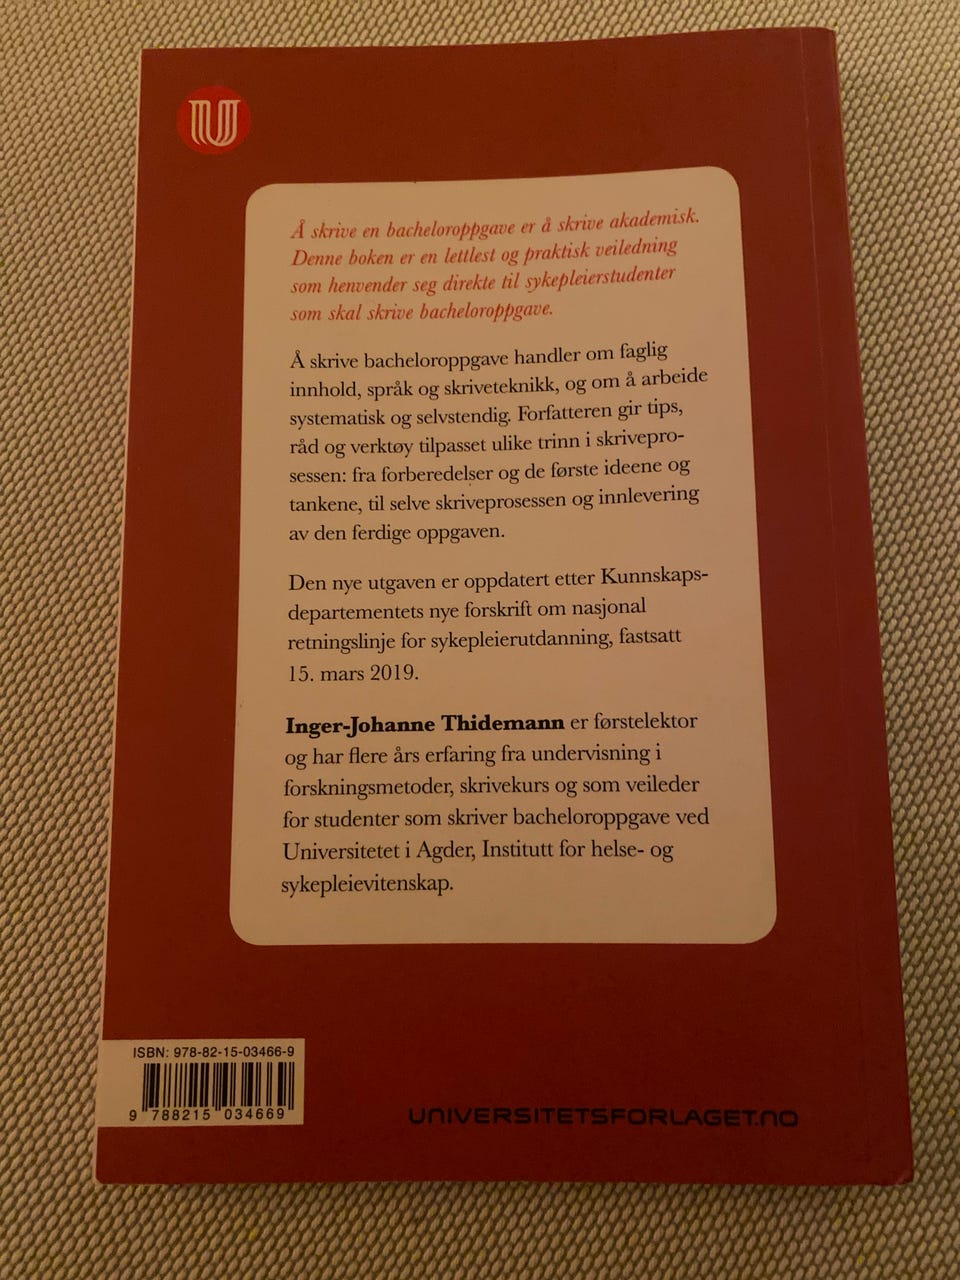 U
Å skrive en bacheloroppgave er å skrive akademisk.
Denne boken er en lettlest og praktisk veiledning
som henvender seg direkte til sykepleierstudenter
som skal skrive bacheloroppgave.
Å skrive bacheloroppgave handler om faglig
innhold, språk og skriveteknikk, og om å arbeide
systematisk og selvstendig. Forfatteren gir tips,
råd og verktøy tilpasset ulike trinn i skrivepro-
sessen: fra forberedelser og de første ideene og
tankene, til selve skriveprosessen og innlevering
av den ferdige oppgaven.
Den nye utgaven er oppdatert etter Kunnskaps-
departementets nye forskrift om nasjonal
retningslinje for sykepleierutdanning, fastsatt
15. mars 2019.
Inger-Johanne Thidemann er førstelektor
og har flere års erfaring fra undervisning i
forskningsmetoder, skrivekurs og som veileder
for studenter som skriver bacheloroppgave ved
Universitetet i Agder, Institutt for helse- og
sykepleievitenskap.
ISBN: 978-82-15-03466-9
9 788215 034669
UNIVERSITETSFORLAGET.NO